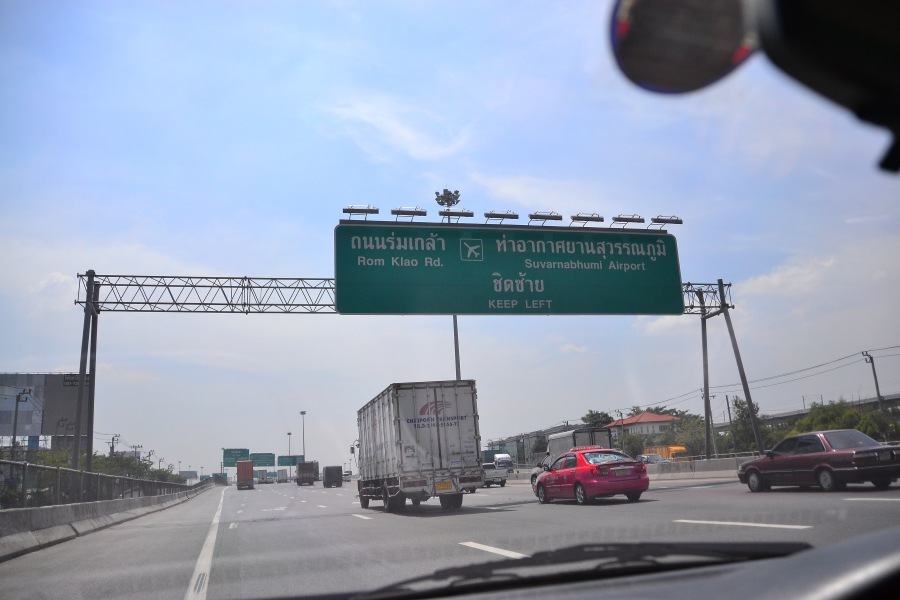 ถนนร่มเกล้า ท่าอากาศยานสุวรรณภูมิ
Rom Klao Rd. Suvarnabhumi Airport
ชิดซ้าย
KEEP LEFT
TRANSPORT